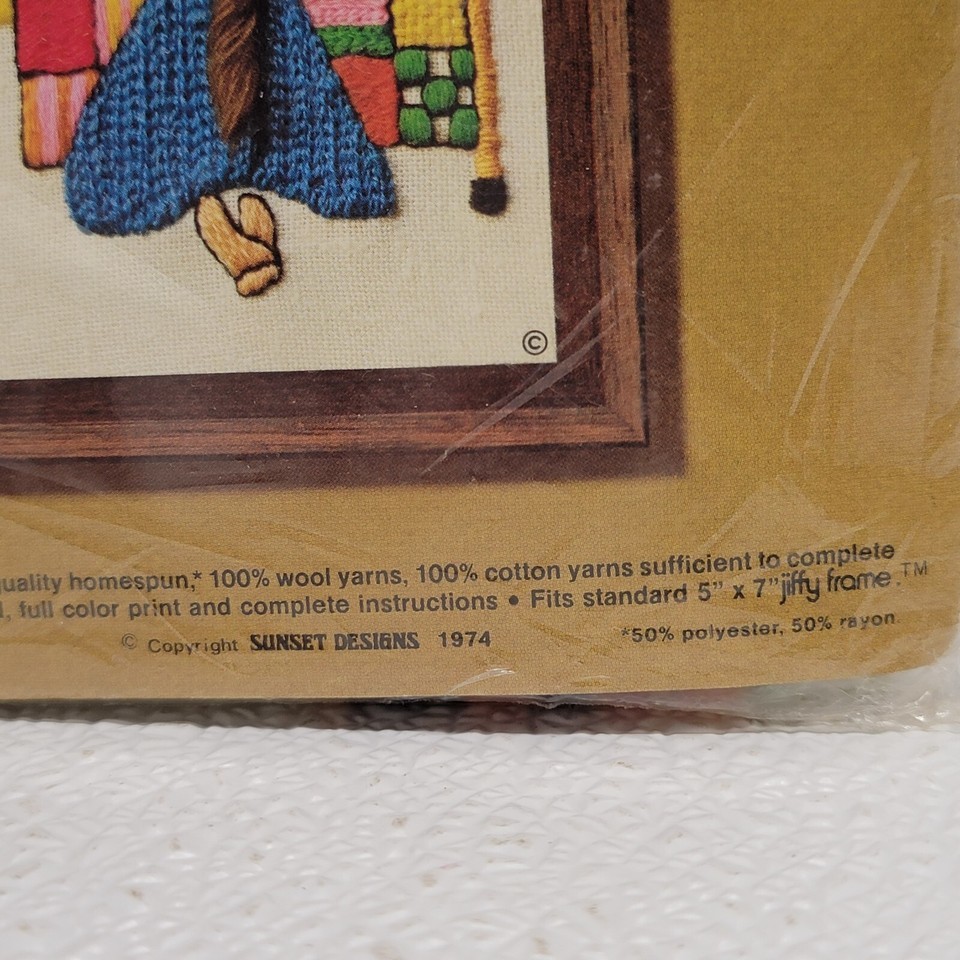 ©
quality homespun,* 100% wool yarns, 100% cotton yarns sufficient to complete
, full color print and complete instructions • Fits standard 5" x 7" jiffy frame.™
© Copyright SUNSET DESIGNS 1974
*50% polyester, 50% rayon.